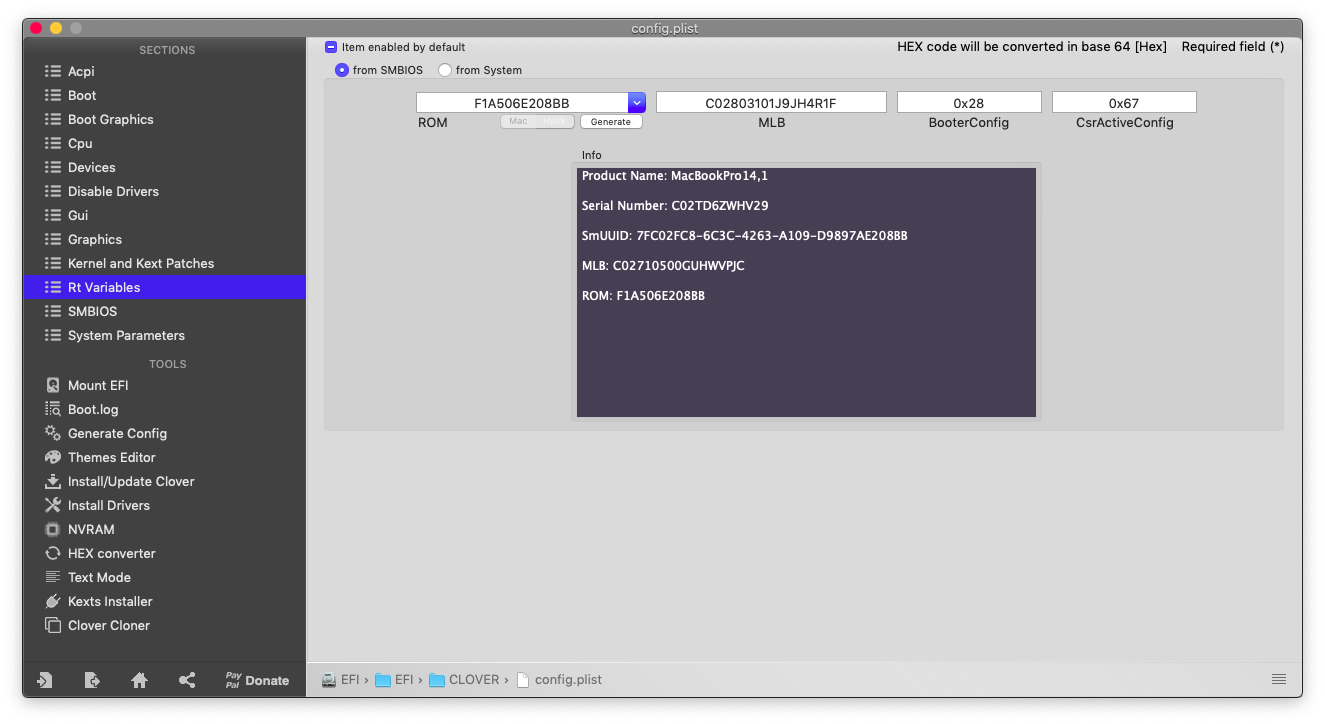 config.plist
SECTIONS
Acpi
Boot
Boot Graphics
Cpu
Devices
Disable Drivers
Gui
Graphics
Kernel and Kext Patches
Rt Variables
SMBIOS
System Parameters
TOOLS
Mount EFI
Boot.log
Generate Config
Themes Editor
Install/Update Clover
Install Drivers
NVRAM
HEX converter
Text Mode
Kexts Installer
Clover Cloner
Pay Pal Donate
Item enabled by default
HEX code will be converted in base 64 [Hex] Required field (*)
from SMBIOS from System
F1A506E208BB C02803101J9JH4R1F 0x28 0x67
ROM Mac Hack Generate MLB BooterConfig CsrActiveConfig
Info
Product Name: MacBookPro14,1
Serial Number: C02TD6ZWHV29
SmUUID: 7FC02FC8-6C3C-4263-A109-D9897AE208BB
MLB: C02710500GUHWVPJC
ROM: F1A506E208BB
EFI › EFI › CLOVER › config.plist